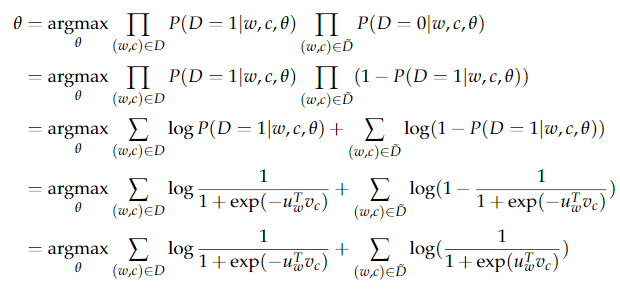 θ = argmax_θ ∏_{(w,c)∈D} P(D = 1|w, c, θ) ∏_{(w,c)∈D̃} P(D = 0|w, c, θ)
= argmax_θ ∏_{(w,c)∈D} P(D = 1|w, c, θ) ∏_{(w,c)∈D̃} (1 − P(D = 1|w, c, θ))
= argmax_θ ∑_{(w,c)∈D} log P(D = 1|w, c, θ) + ∑_{(w,c)∈D̃} log(1 − P(D = 1|w, c, θ))
= argmax_θ ∑_{(w,c)∈D} log 1/(1 + exp(−u_w^T v_c)) + ∑_{(w,c)∈D̃} log(1 − 1/(1 + exp(−u_w^T v_c)))
= argmax_θ ∑_{(w,c)∈D} log 1/(1 + exp(−u_w^T v_c)) + ∑_{(w,c)∈D̃} log(1/(1 + exp(u_w^T v_c)))